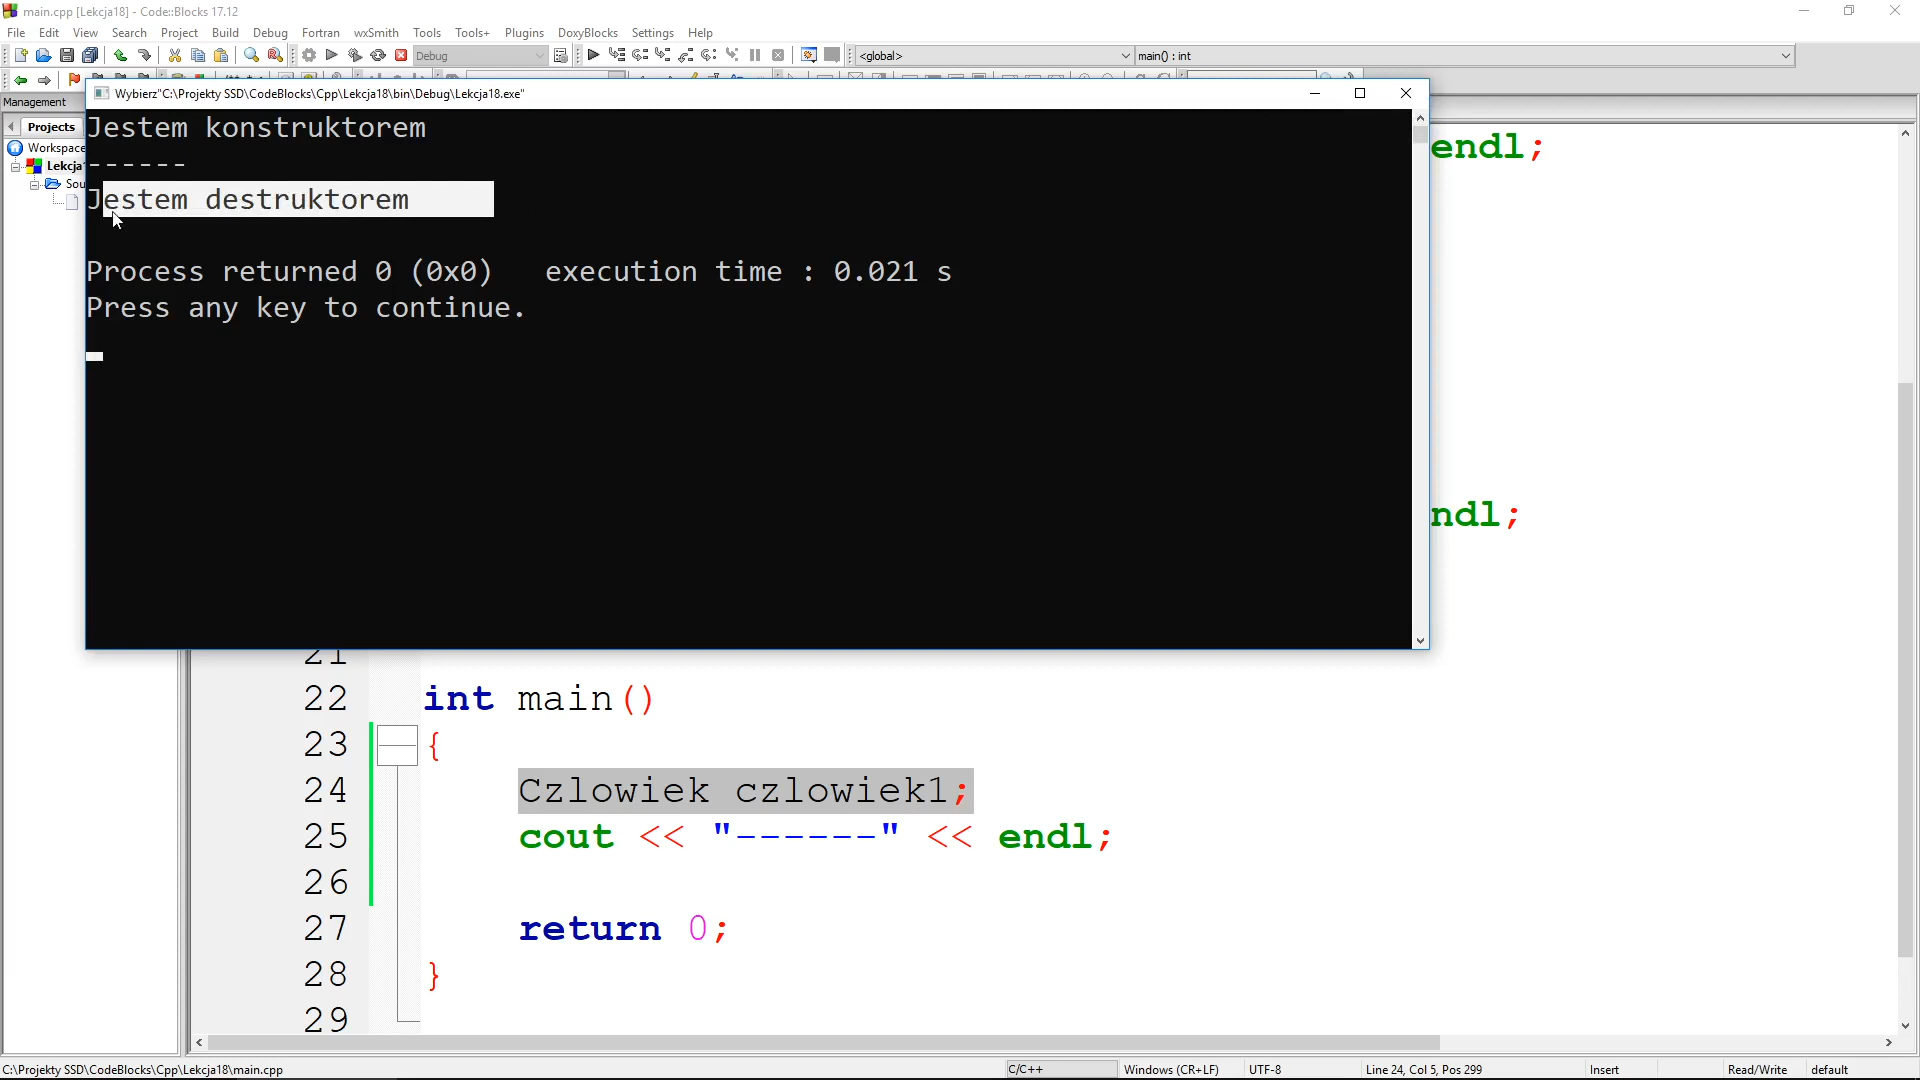 main.cpp [Lekcja18] - Code::Blocks 17.12
File Edit View Search Project Build Debug Fortran wxSmith Tools Tools+ Plugins DoxyBlocks Settings Help
Debug
<global>
main() : int
Management
Wybierz"C:\Projekty SSD\CodeBlocks\Cpp\Lekcja18\bin\Debug\Lekcja18.exe"
Projects
Workspace
Jestem konstruktorem
------
Jestem destruktorem
Process returned 0 (0x0)   execution time : 0.021 s
Press any key to continue.
endl;
21
22 int main()
23 {
24 Czlowiek czlowiek1;
25 cout << "------" << endl;
26
27 return 0;
28 }
29
C:\Projekty SSD\CodeBlocks\Cpp\Lekcja18\main.cpp
C/C++
Windows (CR+LF)
UTF-8
Line 24, Col 5, Pos 299
Insert
Read/Write
default